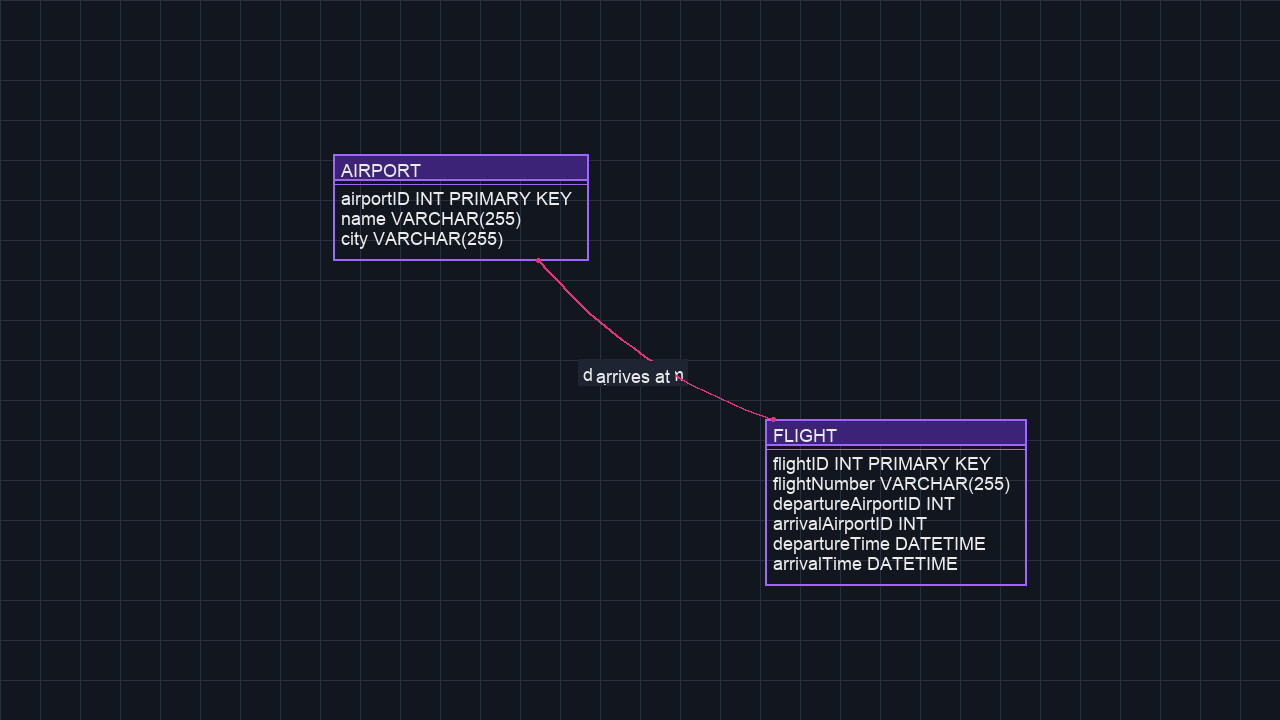 AIRPORT
airportID INT PRIMARY KEY
name VARCHAR(255)
city VARCHAR(255)
arrives at
FLIGHT
flightID INT PRIMARY KEY
flightNumber VARCHAR(255)
departureAirportID INT
arrivalAirportID INT
departureTime DATETIME
arrivalTime DATETIME